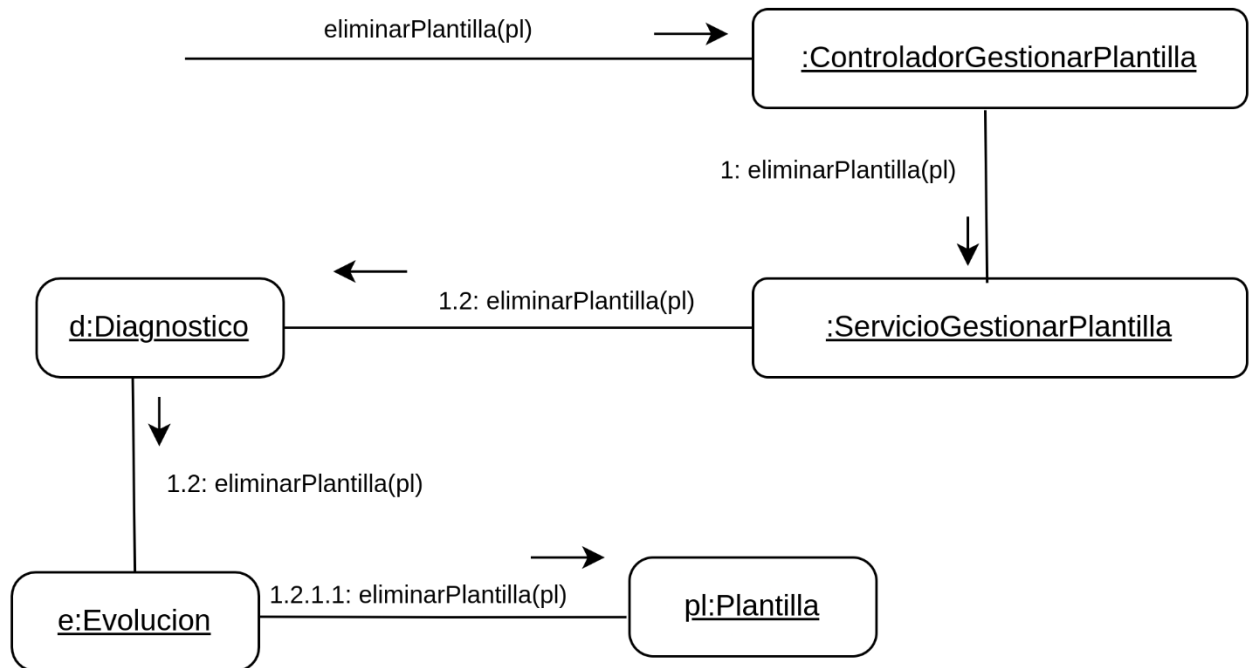 eliminarPlantilla(pl)
:ControladorGestionarPlantilla
1: eliminarPlantilla(pl)
1.2: eliminarPlantilla(pl)
d:Diagnostico
:ServicioGestionarPlantilla
1.2: eliminarPlantilla(pl)
1.2.1.1: eliminarPlantilla(pl)
e:Evolucion
pl:Plantilla